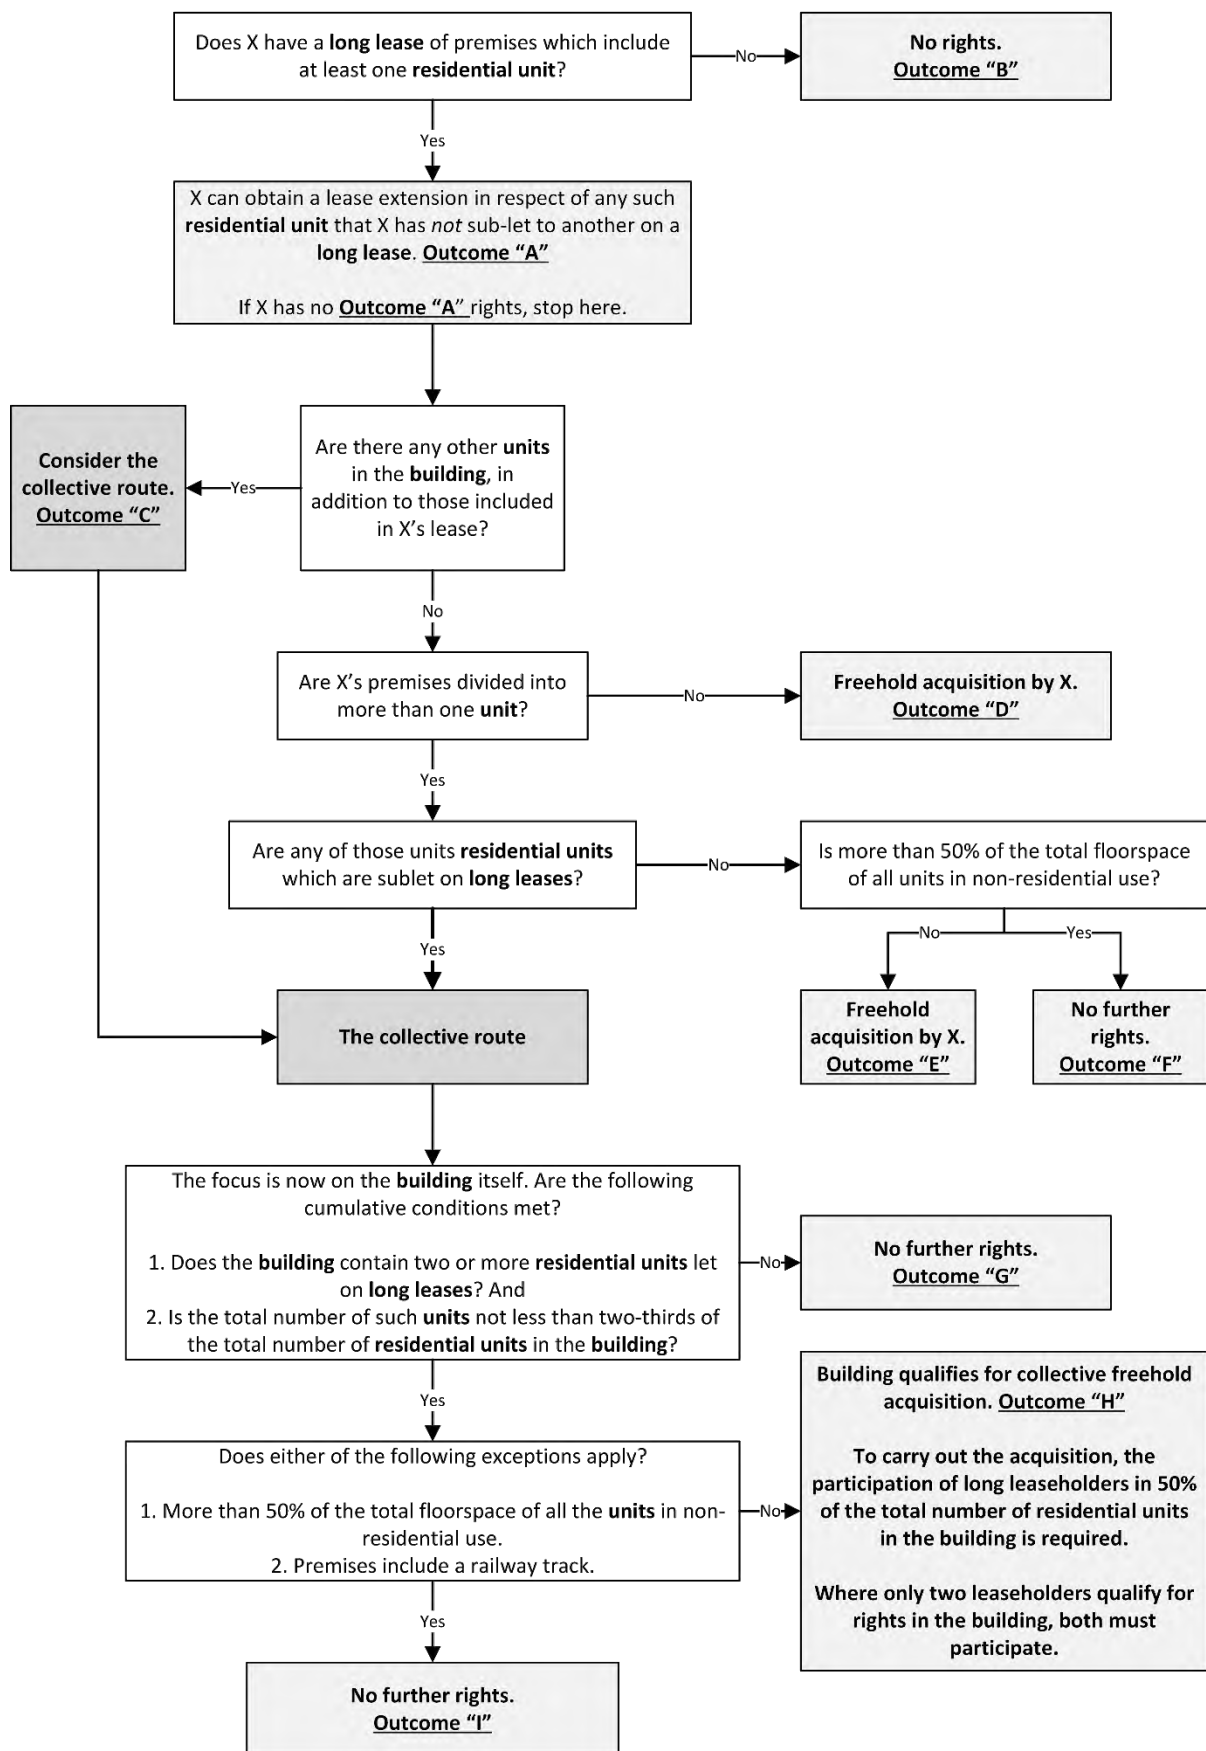 Does X have a long lease of premises which include
at least one residential unit?
No
No rights.
Outcome “B”
Yes
X can obtain a lease extension in respect of any such
residential unit that X has not sub-let to another on a
long lease. Outcome “A”
If X has no Outcome “A” rights, stop here.
Consider the
collective route.
Outcome “C”
Yes
Are there any other units
in the building, in
addition to those included
in X’s lease?
No
Are X’s premises divided into
more than one unit?
No
Freehold acquisition by X.
Outcome “D”
Yes
Are any of those units residential units
which are sublet on long leases?
No
Is more than 50% of the total floorspace
of all units in non-residential use?
No
Yes
Yes
Freehold
acquisition by X.
Outcome “E”
No further
rights.
Outcome “F”
The collective route
The focus is now on the building itself. Are the following
cumulative conditions met?
1. Does the building contain two or more residential units let
on long leases? And
2. Is the total number of such units not less than two-thirds of
the total number of residential units in the building?
No
No further rights.
Outcome “G”
Yes
Does either of the following exceptions apply?
1. More than 50% of the total floorspace of all the units in non-
residential use.
2. Premises include a railway track.
No
Building qualifies for collective freehold
acquisition. Outcome “H”
To carry out the acquisition, the
participation of long leaseholders in 50%
of the total number of residential units
in the building is required.
Where only two leaseholders qualify for
rights in the building, both must
participate.
Yes
No further rights.
Outcome “I”